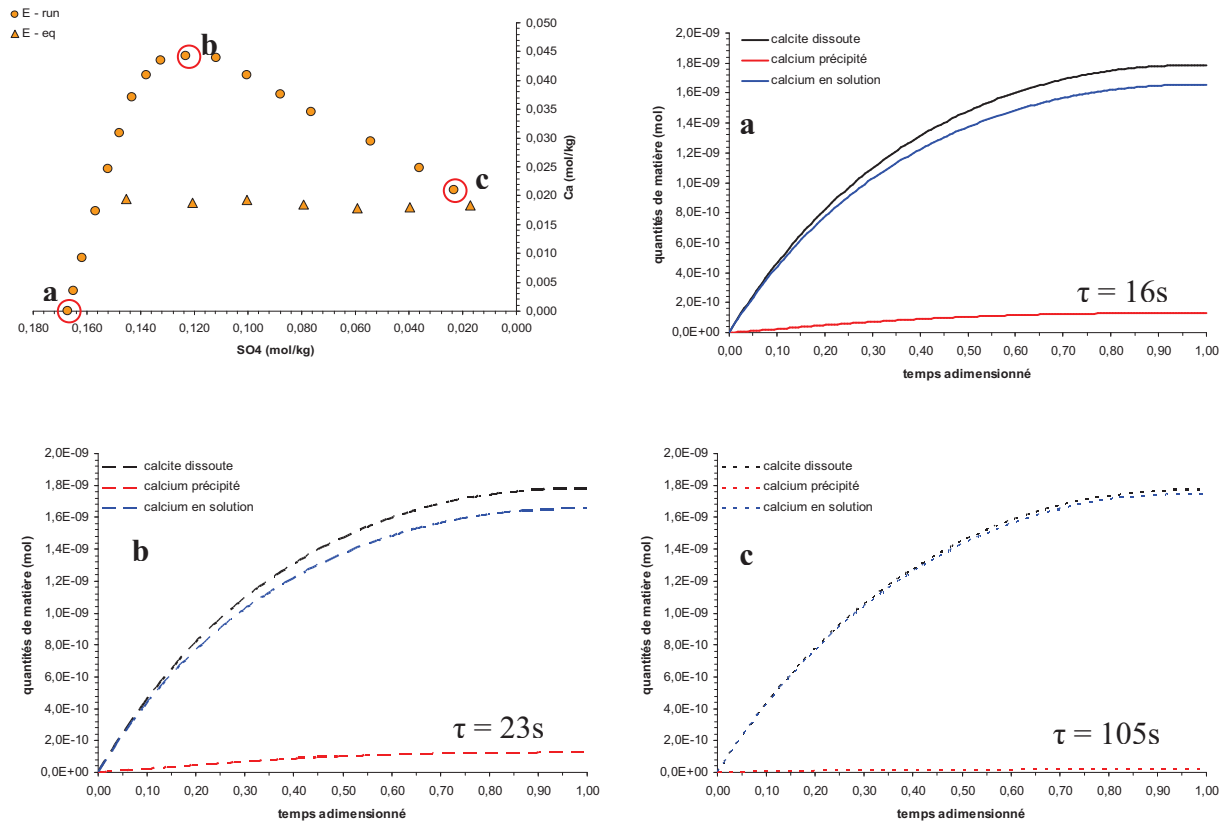 E - run
E - eq
b
a
c
0,050
0,045
0,040
0,035
0,030
0,025
0,020
0,015
0,010
0,005
0,000
Ca (mol/kg)
0,180 0,160 0,140 0,120 0,100 0,080 0,060 0,040 0,020 0,000
SO4 (mol/kg)
calcite dissoute
calcium précipité
calcium en solution
a
τ = 16s
2,0E-09
1,8E-09
1,6E-09
1,4E-09
1,2E-09
1,0E-09
8,0E-10
6,0E-10
4,0E-10
2,0E-10
0,0E+00
quantités de matière (mol)
0,00 0,10 0,20 0,30 0,40 0,50 0,60 0,70 0,80 0,90 1,00
temps adimensionné
calcite dissoute
calcium précipité
calcium en solution
b
τ = 23s
2,0E-09
1,8E-09
1,6E-09
1,4E-09
1,2E-09
1,0E-09
8,0E-10
6,0E-10
4,0E-10
2,0E-10
0,0E+00
quantités de matière (mol)
0,00 0,10 0,20 0,30 0,40 0,50 0,60 0,70 0,80 0,90 1,00
temps adimensionné
calcite dissoute
calcium précipité
calcium en solution
c
τ = 105s
2,0E-09
1,8E-09
1,6E-09
1,4E-09
1,2E-09
1,0E-09
8,0E-10
6,0E-10
4,0E-10
2,0E-10
0,0E+00
quantités de matière (mol)
0,00 0,10 0,20 0,30 0,40 0,50 0,60 0,70 0,80 0,90 1,00
temps adimensionné